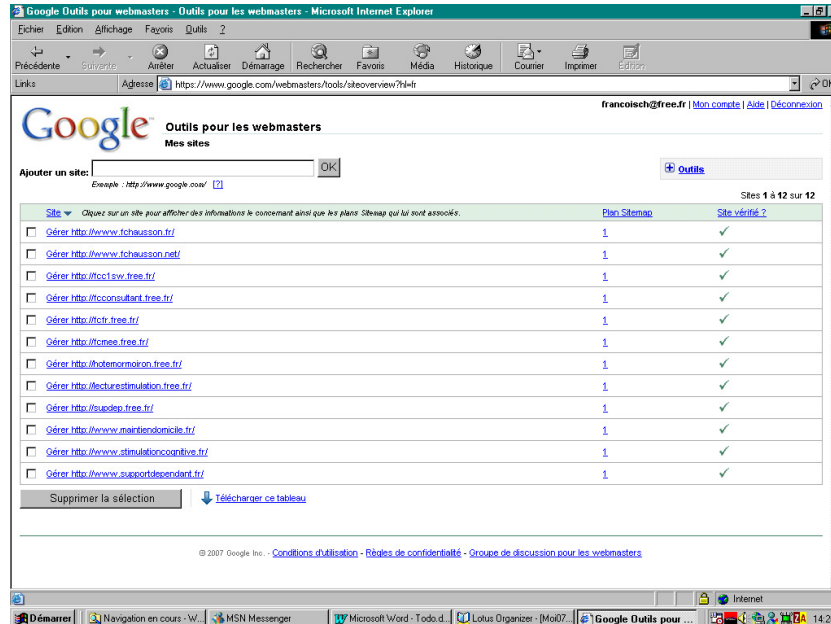 Google Outils pour webmasters - Outils pour les webmasters - Microsoft Internet Explorer
Fichier Edition Affichage Favoris Outils ?
Précédente Suivante Arrêter Actualiser Démarrage Rechercher Favoris Média Historique Courrier Imprimer Edition
Links Adresse https://www.google.com/webmasters/tools/siteoverview?hl=fr
francoisch@free.fr | Mon compte | Aide | Déconnexion
Google Outils pour les webmasters
Mes sites
Ajouter un site: OK
Exemple : http://www.google.com/ [?]
Outils
Sites 1 à 12 sur 12
Site Cliquez sur un site pour afficher des informations le concernant ainsi que les plans Sitemap qui lui sont associés. Plan Sitemap Site vérifié ?
Gérer http://www.fchausson.fr/ 1
Gérer http://www.fchausson.net/ 1
Gérer http://fcc1sw.free.fr/ 1
Gérer http://fcconsultant.free.fr/ 1
Gérer http://fcfr.free.fr/ 1
Gérer http://fcmee.free.fr/ 1
Gérer http://hotemormoiron.free.fr/ 1
Gérer http://lecturestimulation.free.fr/ 1
Gérer http://supdep.free.fr/ 1
Gérer http://www.maintiendomicile.fr/ 1
Gérer http://www.stimulationcognitive.fr/ 1
Gérer http://www.supportdependant.fr/ 1
Supprimer la sélection Télécharger ce tableau
© 2007 Google Inc. - Conditions d'utilisation - Règles de confidentialité - Groupe de discussion pour les webmasters
Internet
Démarrer Navigation en cours - W... MSN Messenger Microsoft Word - Todo.d... Lotus Organizer - [Moi07... Google Outils pour ...